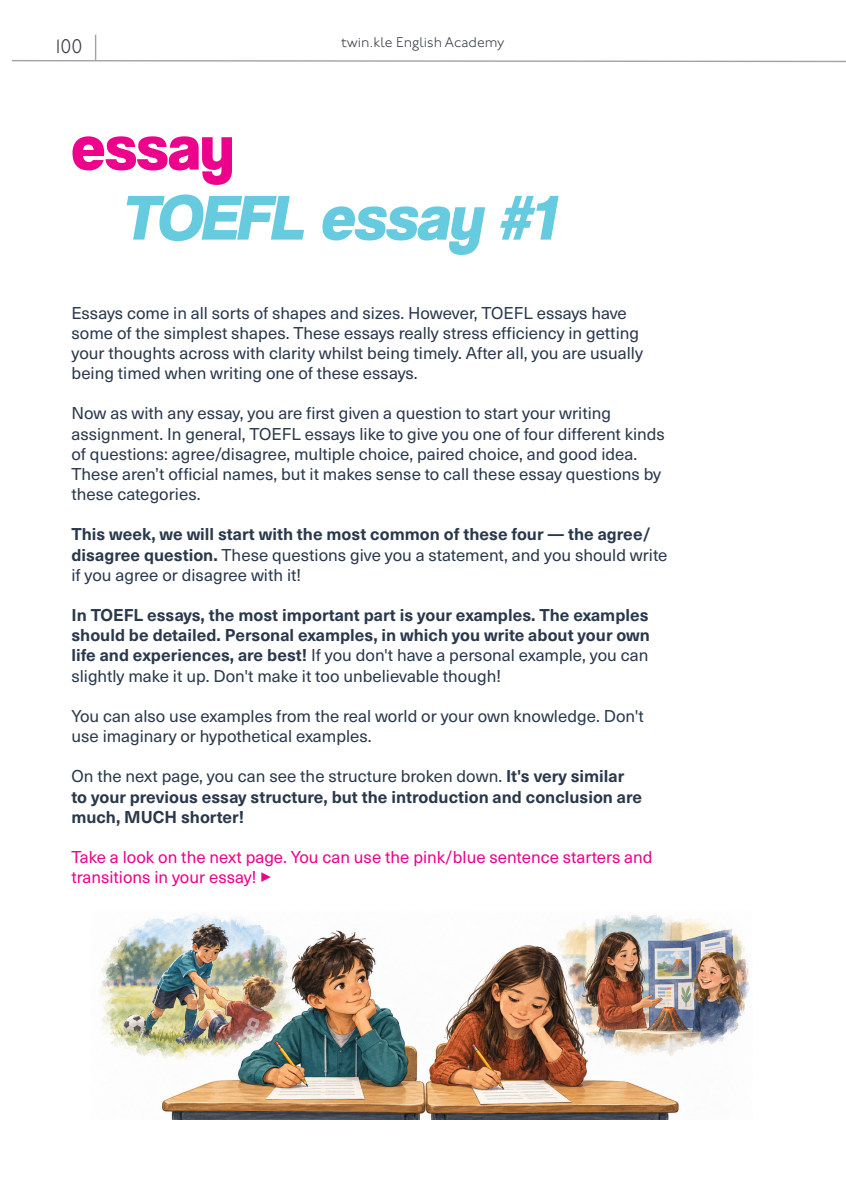 100
twin.kle English Academy
essay
TOEFL essay #1
Essays come in all sorts of shapes and sizes. However, TOEFL essays have
some of the simplest shapes. These essays really stress efficiency in getting
your thoughts across with clarity whilst being timely. After all, you are usually
being timed when writing one of these essays.
Now as with any essay, you are first given a question to start your writing
assignment. In general, TOEFL essays like to give you one of four different kinds
of questions: agree/disagree, multiple choice, paired choice, and good idea.
These aren’t official names, but it makes sense to call these essay questions by
these categories.
This week, we will start with the most common of these four — the agree/
disagree question. These questions give you a statement, and you should write
if you agree or disagree with it!
In TOEFL essays, the most important part is your examples. The examples
should be detailed. Personal examples, in which you write about your own
life and experiences, are best! If you don't have a personal example, you can
slightly make it up. Don't make it too unbelievable though!
You can also use examples from the real world or your own knowledge. Don't
use imaginary or hypothetical examples.
On the next page, you can see the structure broken down. It's very similar
to your previous essay structure, but the introduction and conclusion are
much, MUCH shorter!
Take a look on the next page. You can use the pink/blue sentence starters and
transitions in your essay! ▶
8